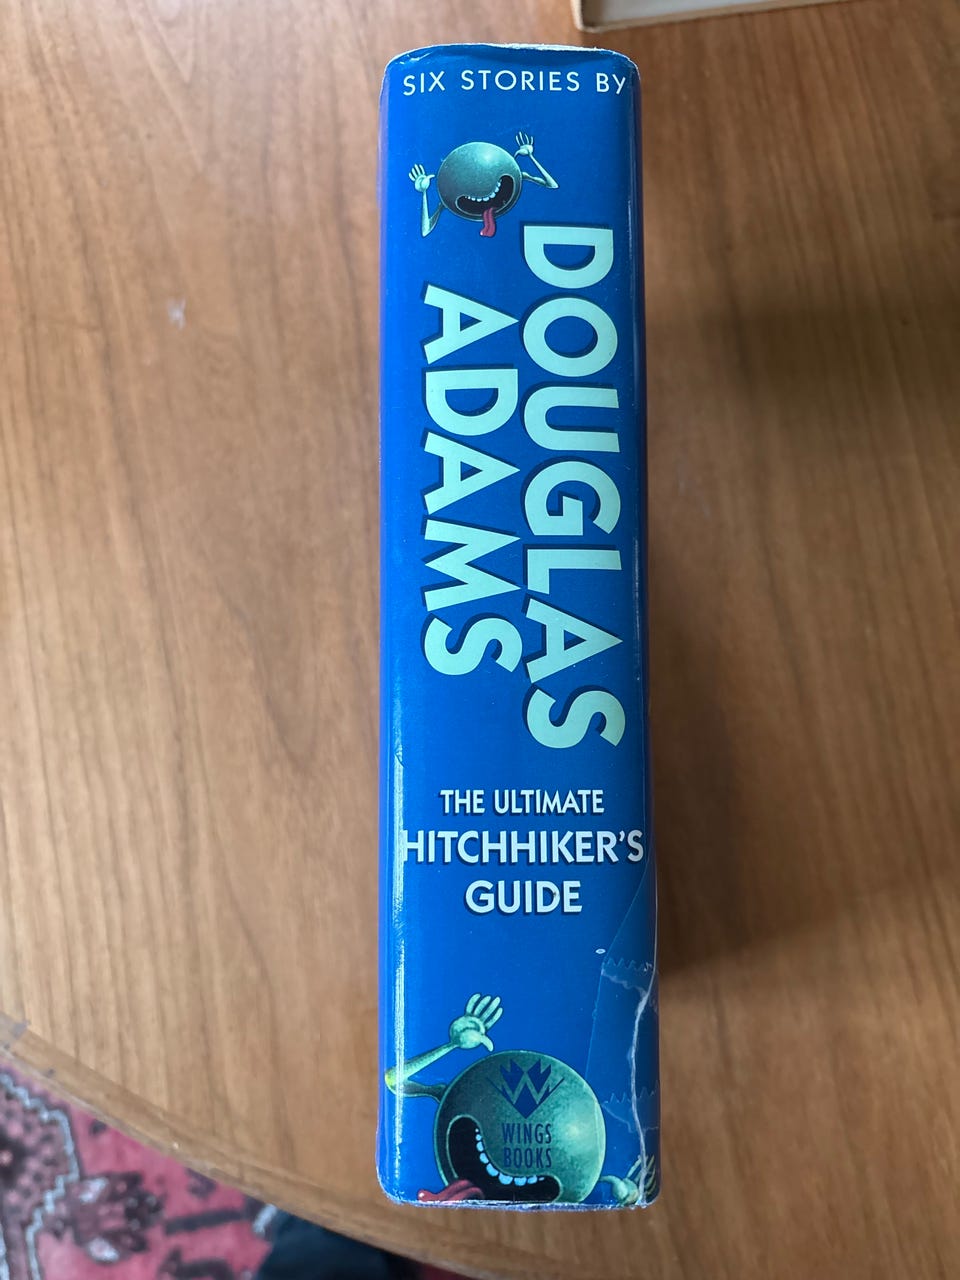 SIX STORIES BY
DOUGLAS
ADAMS
THE ULTIMATE
HITCHHIKER'S
GUIDE
WINGS
BOOKS